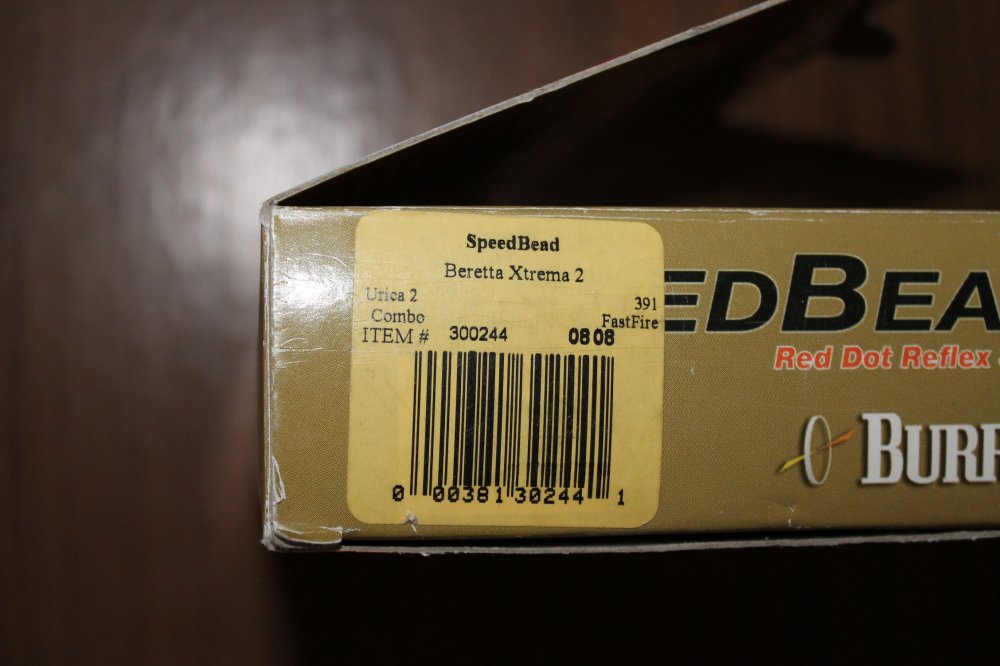 SpeedBead
Beretta Xtrema 2
Urica 2 391
Combo FastFire
ITEM # 300244 0808
0 00381 30244 1
EDBEA
Red Dot Reflex
BURR